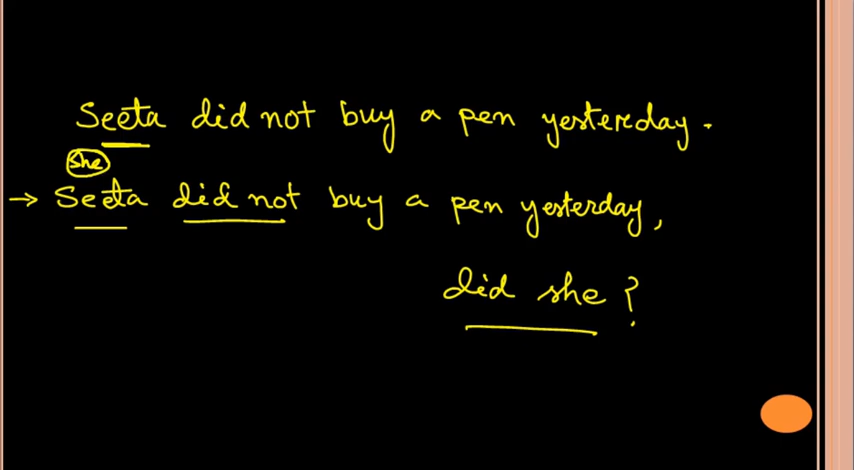 Seeta did not buy a pen yesterday.
she
→ Seeta did not buy a pen yesterday,
did she?